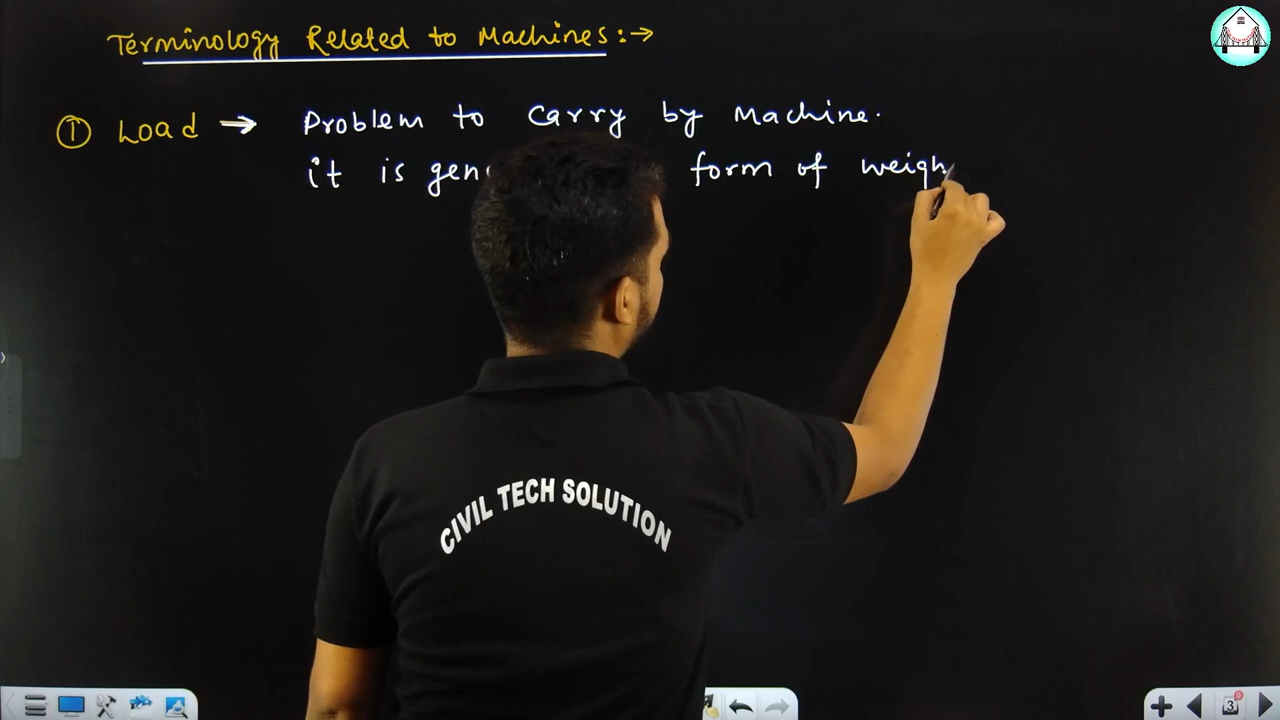 Terminology Related to Machines:→
① Load → Problem to carry by Machine.
it is gen form of weigh
CIVIL TECH SOLUTION
3